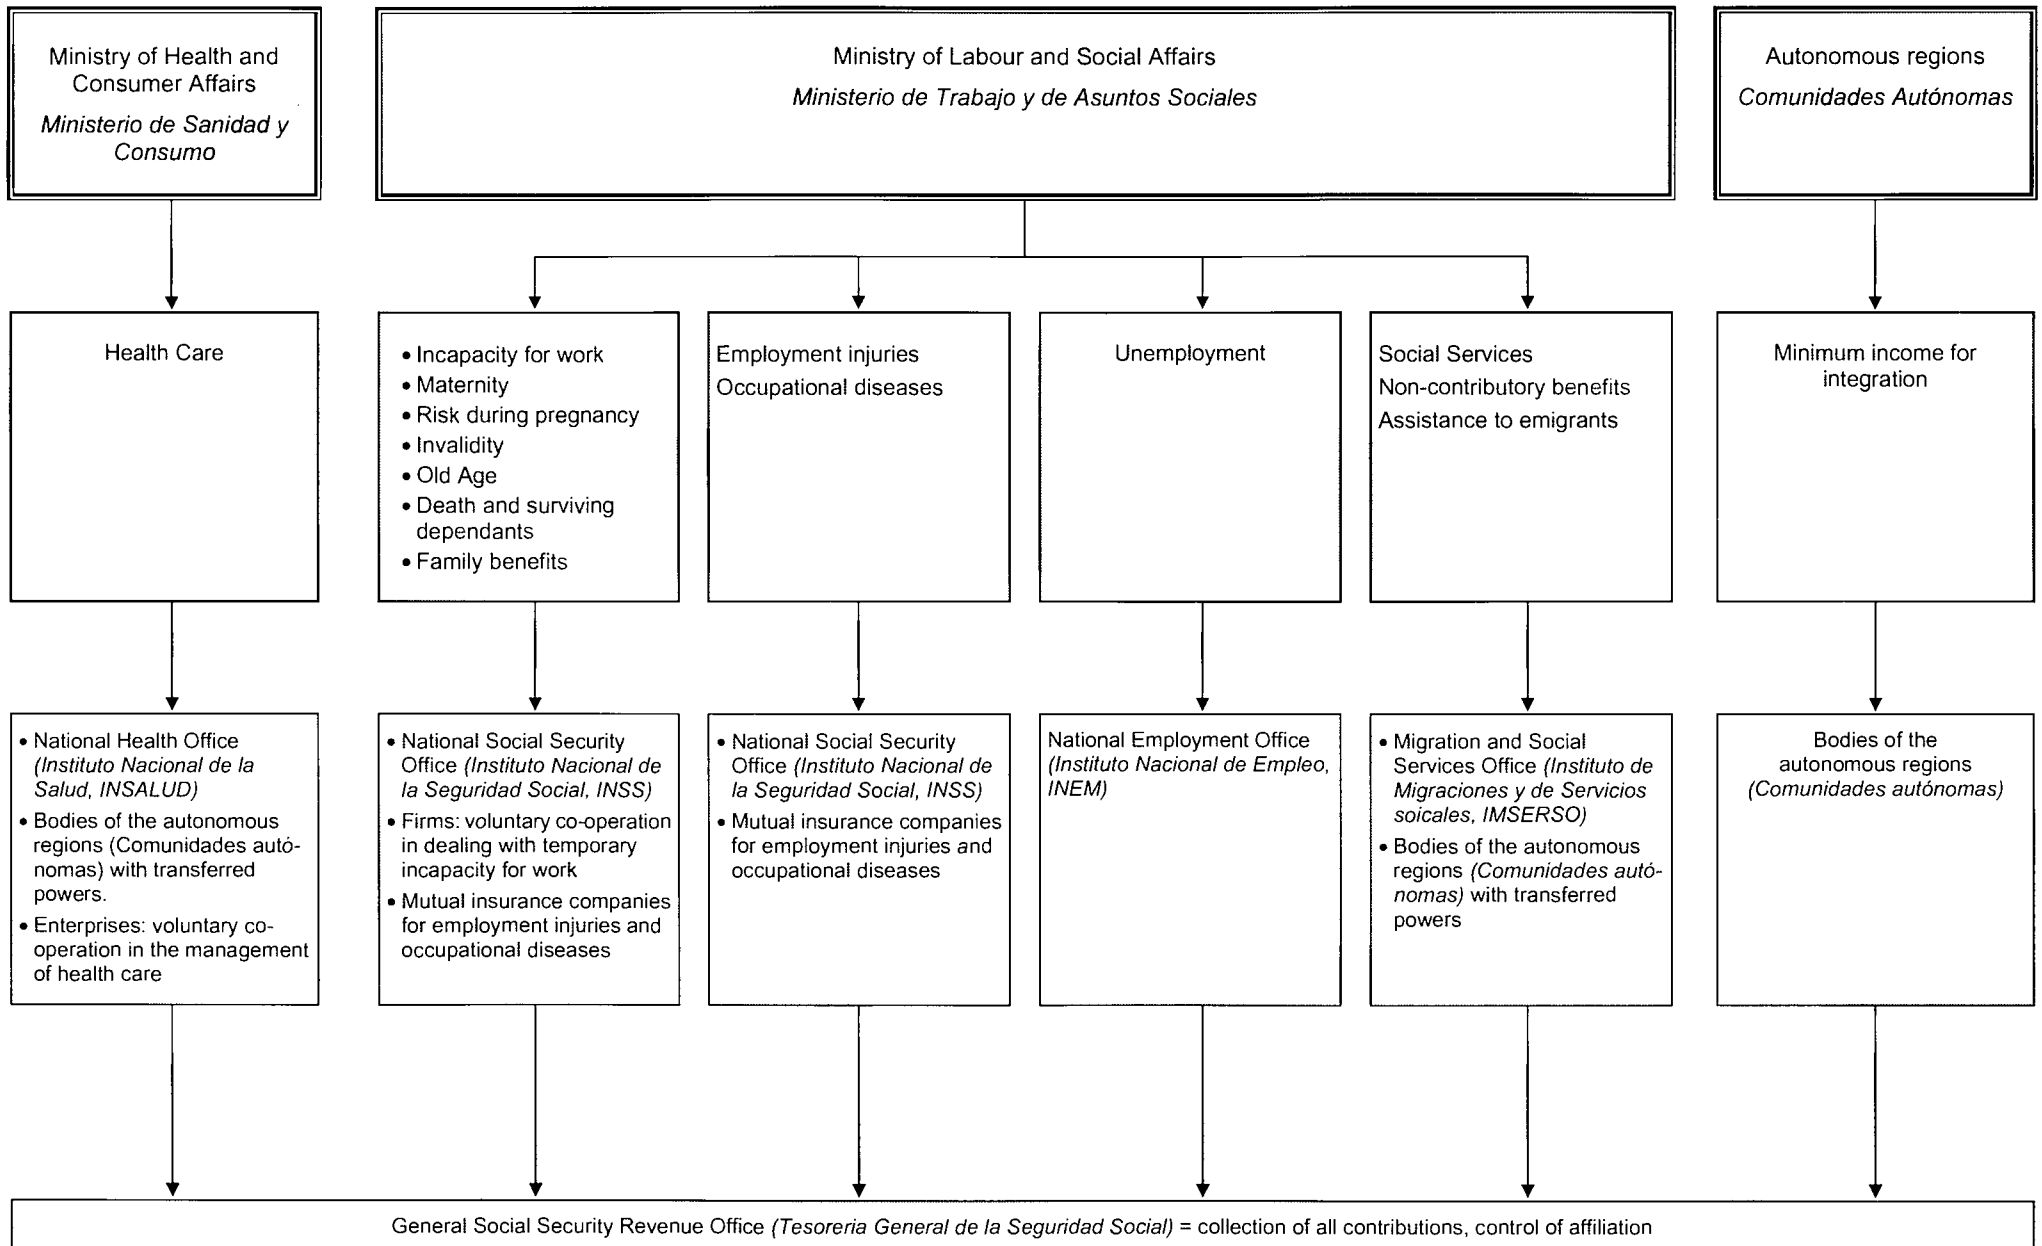 Ministry of Health and
Consumer Affairs
Ministerio de Sanidad y
Consumo
Ministry of Labour and Social Affairs
Ministerio de Trabajo y de Asuntos Sociales
Autonomous regions
Comunidades Autónomas
Health Care
• Incapacity for work
• Maternity
• Risk during pregnancy
• Invalidity
• Old Age
• Death and surviving
dependants
• Family benefits
Employment injuries
Occupational diseases
Unemployment
Social Services
Non-contributory benefits
Assistance to emigrants
Minimum income for
integration
• National Health Office
(Instituto Nacional de la
Salud, INSALUD)
• Bodies of the autonomous
regions (Comunidades autó-
nomas) with transferred
powers.
• Enterprises: voluntary co-
operation in the management
of health care
• National Social Security
Office (Instituto Nacional de
la Seguridad Social, INSS)
• Firms: voluntary co-operation
in dealing with temporary
incapacity for work
• Mutual insurance companies
for employment injuries and
occupational diseases
• National Social Security
Office (Instituto Nacional de
la Seguridad Social, INSS)
• Mutual insurance companies
for employment injuries and
occupational diseases
National Employment Office
(Instituto Nacional de Empleo,
INEM)
• Migration and Social
Services Office (Instituto de
Migraciones y de Servicios
soicales, IMSERSO)
• Bodies of the autonomous
regions (Comunidades autó-
nomas) with transferred
powers
Bodies of the
autonomous regions
(Comunidades autónomas)
General Social Security Revenue Office (Tesoreria General de la Seguridad Social) = collection of all contributions, control of affiliation